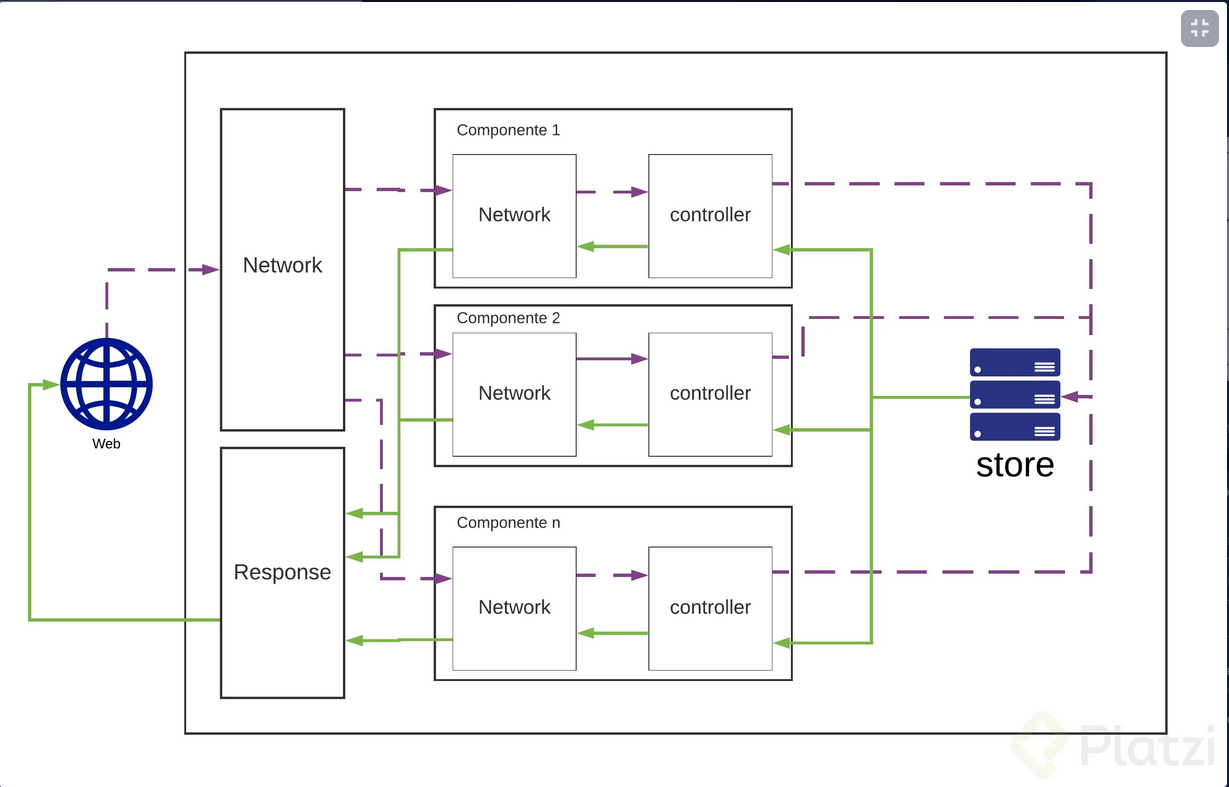 Componente 1
Network
controller
Network
Componente 2
Network
controller
Web
store
Componente n
Response
Network
controller
Platzi